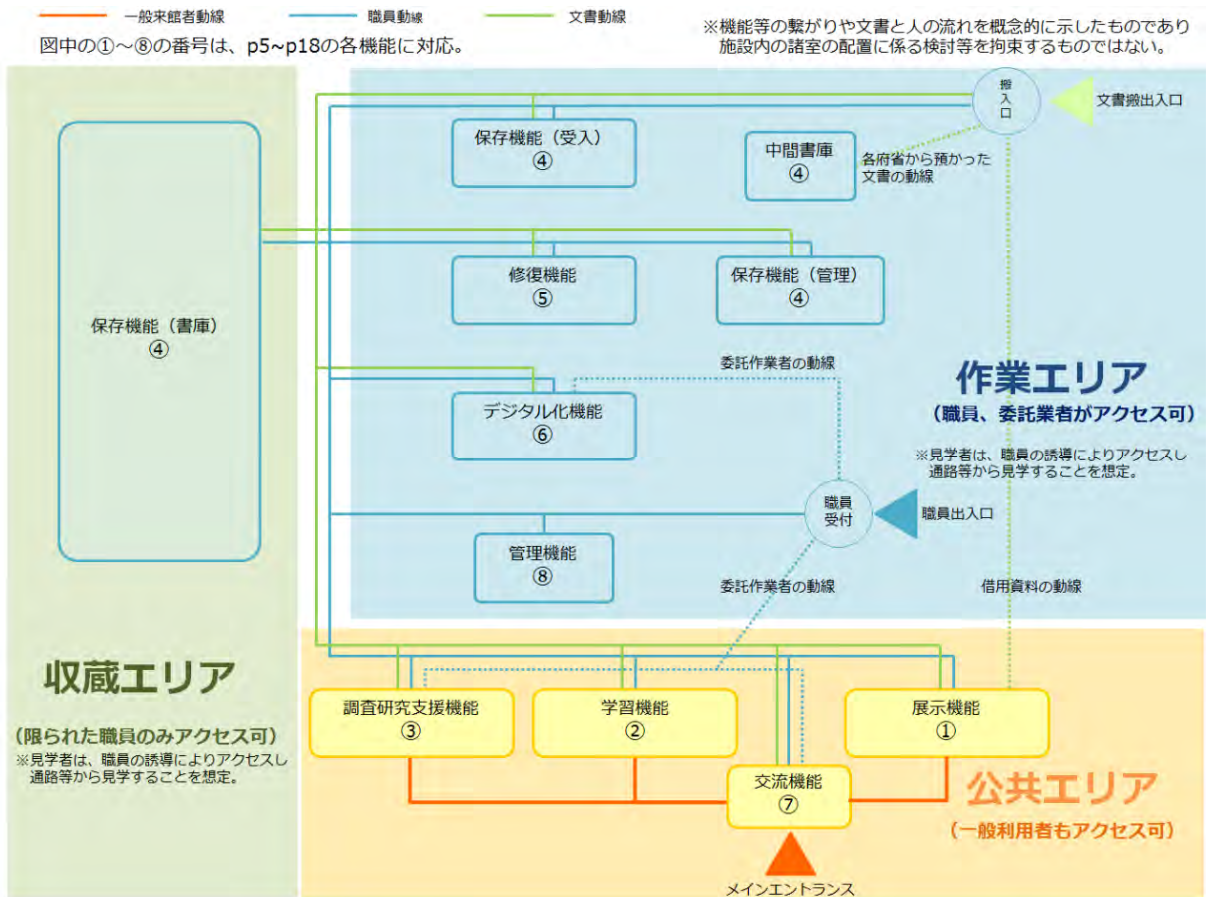 一般来館者動線
職員動線
文書動線
図中の①～⑧の番号は、p5~p18の各機能に対応。
※機能等の繋がりや文書と人の流れを概念的に示したものであり
施設内の諸室の配置に係る検討等を拘束するものではない。
搬入口
文書搬出入口
保存機能（受入）
④
中間書庫
④
各府省から預かった
文書の動線
修復機能
⑤
保存機能（管理）
④
保存機能（書庫）
④
委託作業者の動線
作業エリア
（職員、委託業者がアクセス可）
デジタル化機能
⑥
※見学者は、職員の誘導によりアクセスし
通路等から見学することを想定。
職員
受付
職員出入口
管理機能
⑧
委託作業者の動線
借用資料の動線
収蔵エリア
（限られた職員のみアクセス可）
※見学者は、職員の誘導によりアクセスし
通路等から見学することを想定。
調査研究支援機能
③
学習機能
②
展示機能
①
交流機能
⑦
公共エリア
（一般利用者もアクセス可）
メインエントランス